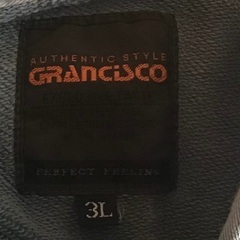 AUTHENTIC STYLE
GRANCISCO
PERFECT FEELING
3L